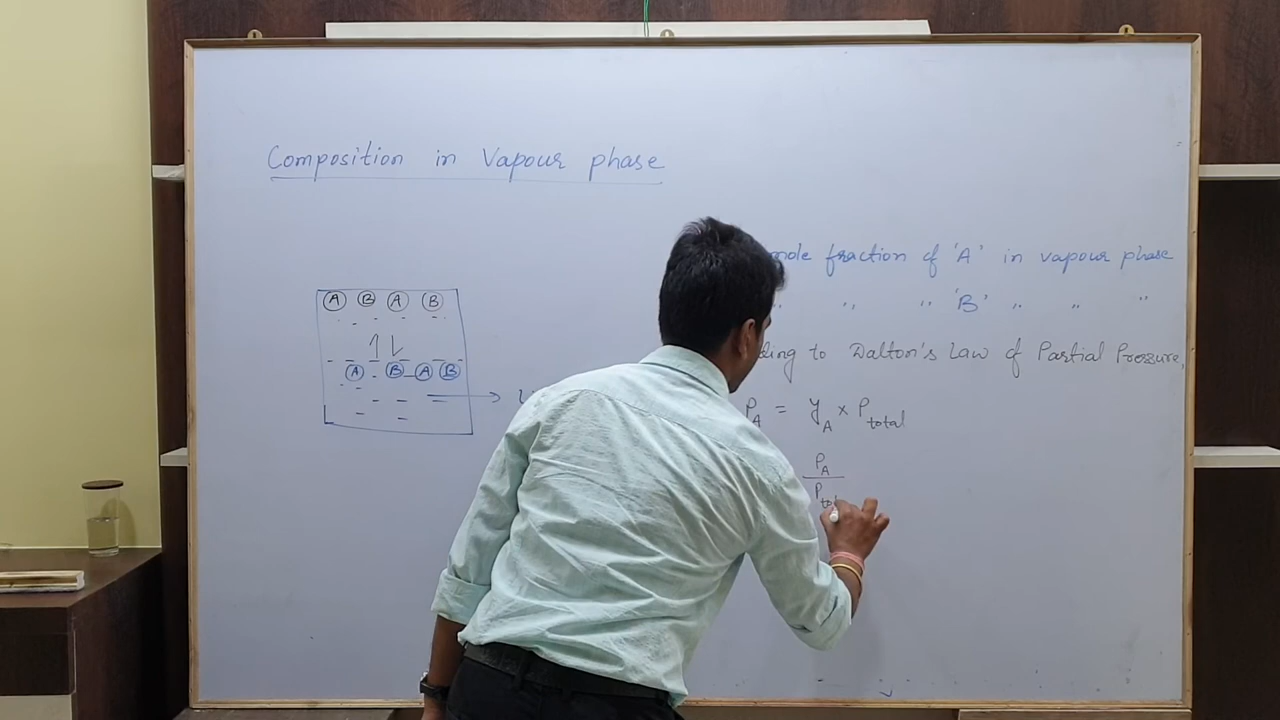 Composition in Vapour phase
mole fraction of 'A' in vapour phase
" " " 'B' " " "
ding to Dalton's Law of Partial Pressure,
P_A = y_A × P_total
P_A
P_tot
A B A B
A B A B